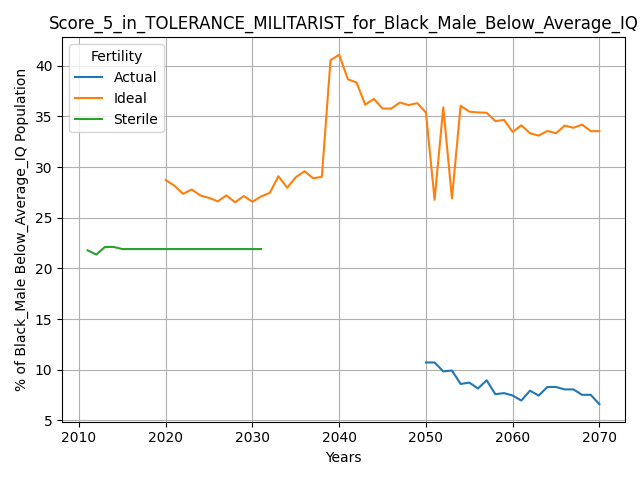 Score_5_in_TOLERANCE_MILITARIST_for_Black_Male_Below_Average_IQ
Fertility
Actual
Ideal
Sterile
% of Black_Male Below_Average_IQ Population
40
35
30
25
20
15
10
5
2010 2020 2030 2040 2050 2060 2070
Years